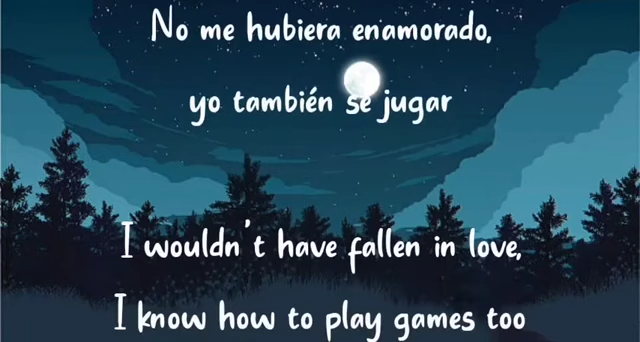 No me hubiera enamorado,
yo también se jugar
I wouldn't have fallen in love,
I know how to play games too